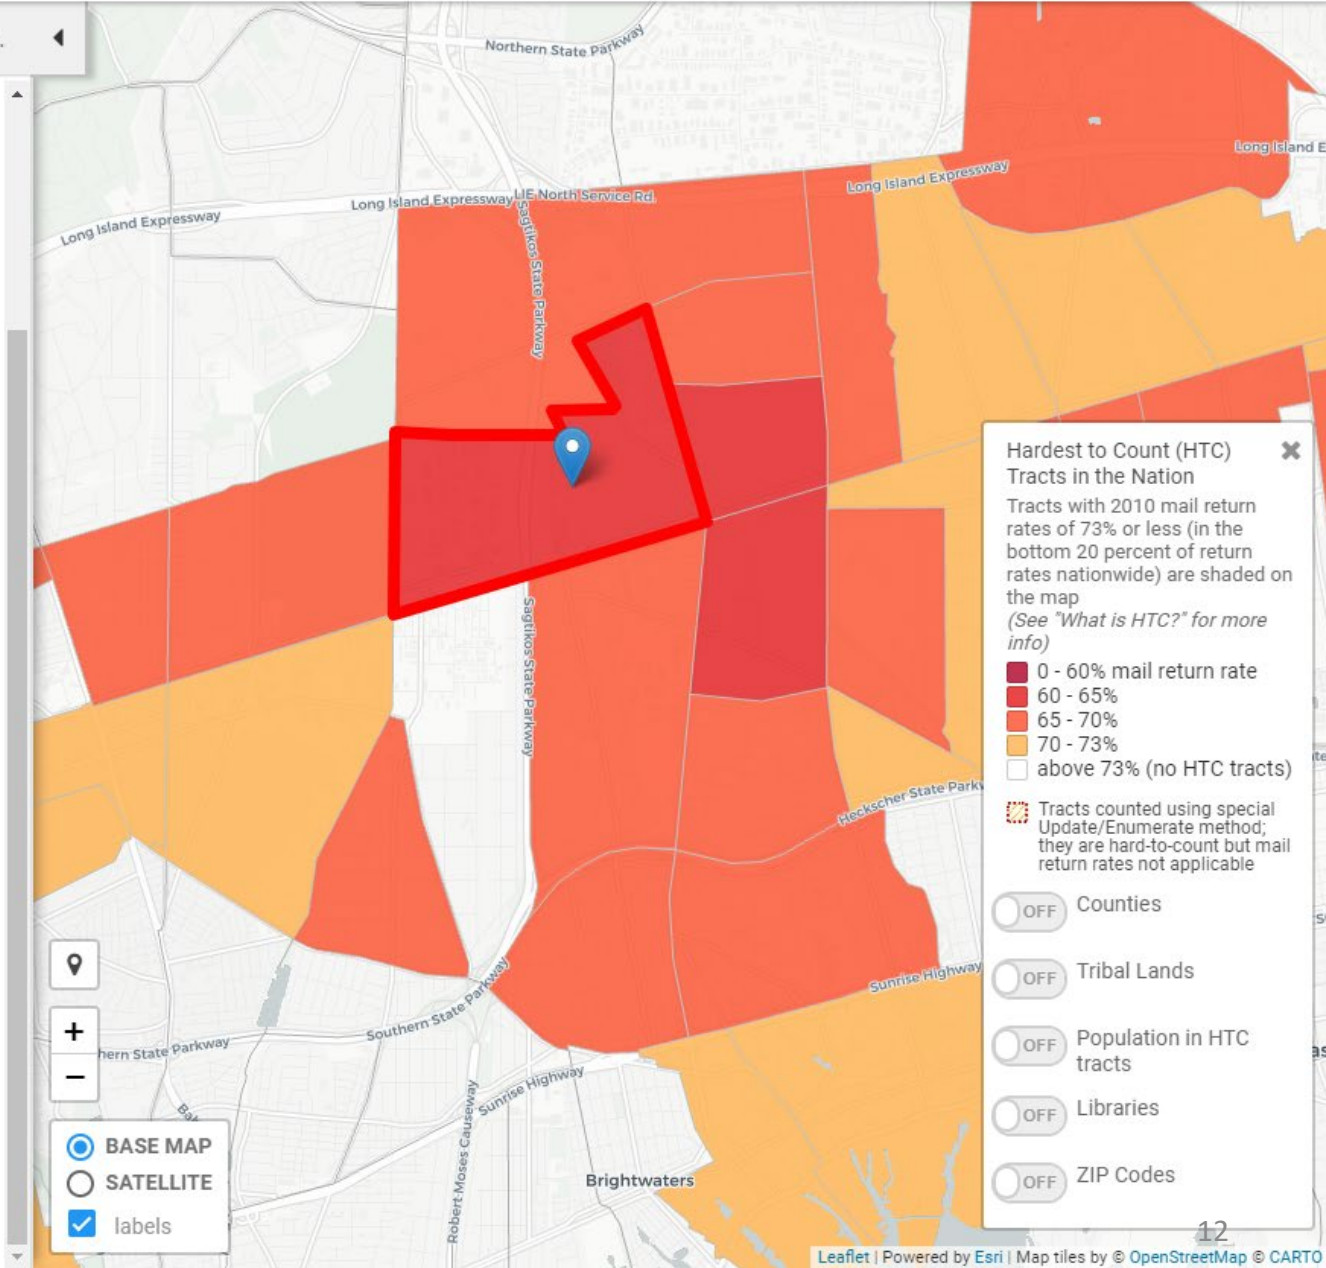 Northern State Parkway
Long Island E
Long Island Expressway
LIE North Service Rd
Long Island Expressway
Long Island Expressway
Sagtikos State Parkway
Hardest to Count (HTC)
Tracts in the Nation
Tracts with 2010 mail return
rates of 73% or less (in the
bottom 20 percent of return
rates nationwide) are shaded on
the map
(See "What is HTC?" for more
info)
0 - 60% mail return rate
60 - 65%
65 - 70%
70 - 73%
above 73% (no HTC tracts)
Tracts counted using special
Update/Enumerate method;
they are hard-to-count but mail
return rates not applicable
OFF Counties
OFF Tribal Lands
OFF Population in HTC
tracts
OFF Libraries
OFF ZIP Codes
Sagtikos State Parkway
Heckscher State Parkw
Sunrise Highway
Southern State Parkway
hern State Parkway
Sunrise Highway
Robert Moses Causeway
Brightwaters
+
−
BASE MAP
SATELLITE
labels
12
Leaflet | Powered by Esri | Map tiles by © OpenStreetMap © CARTO